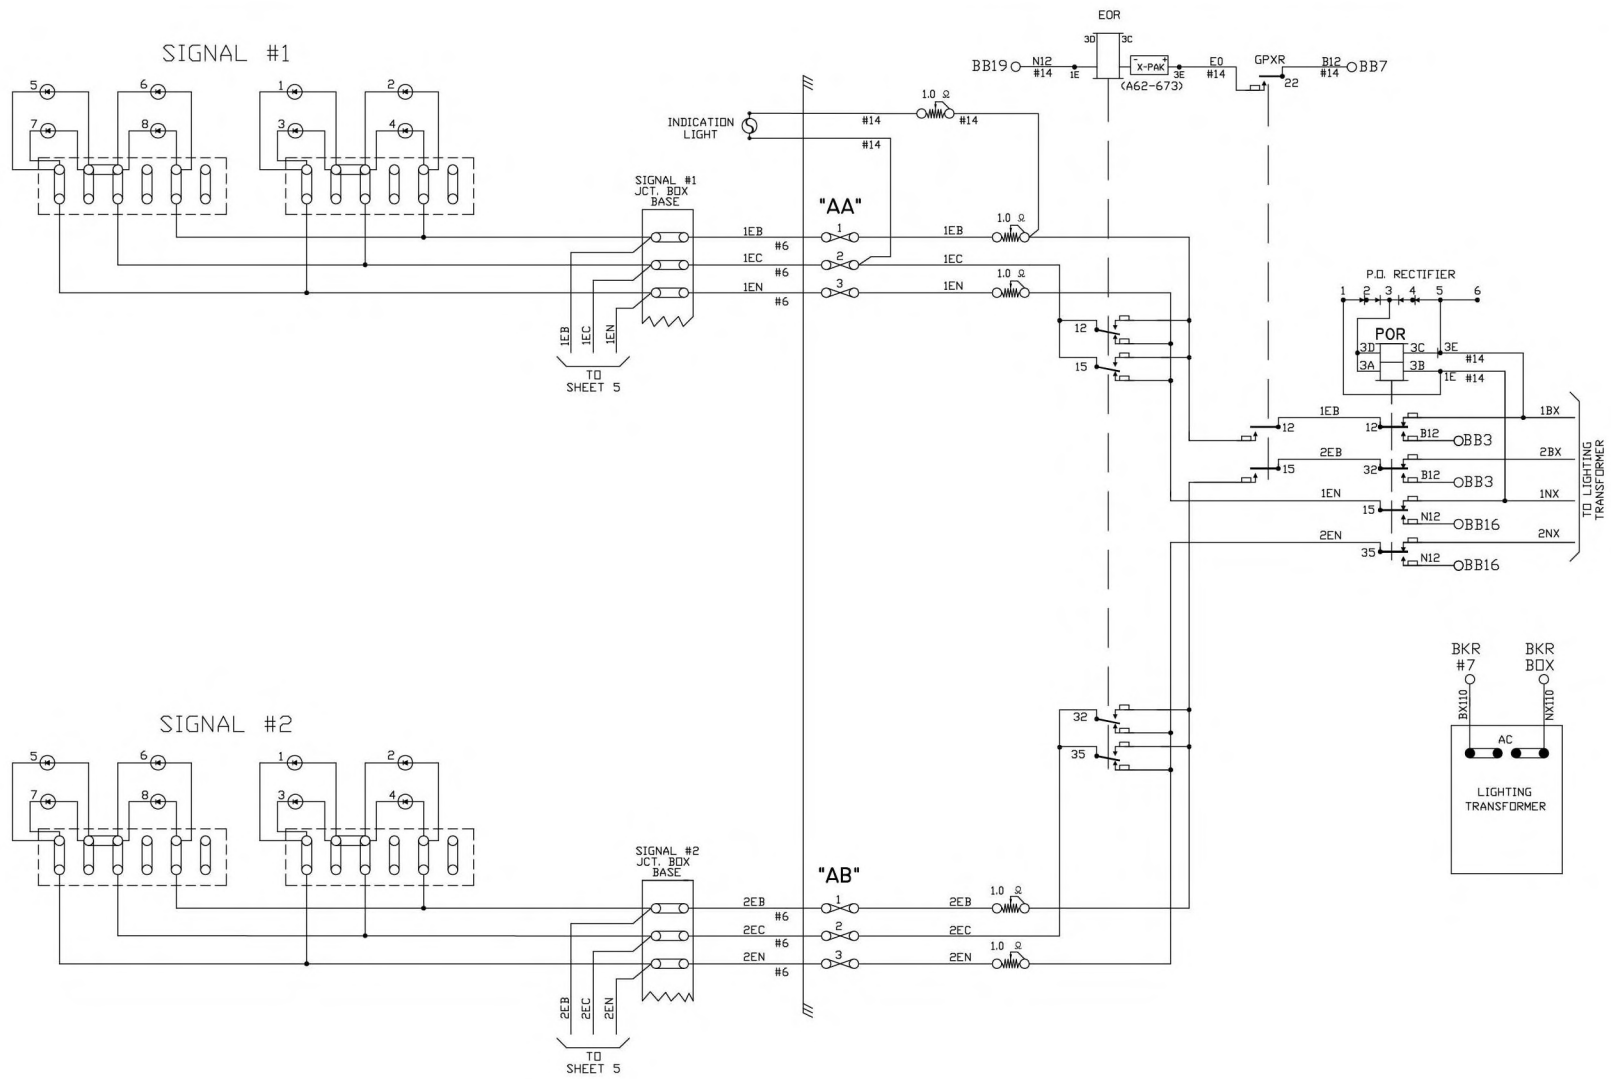 EOR
3D
3C
BB19
N12
#14
1E
X-PAK
- +
3E
(A62-673)
EO
#14
GPXR
22
B12
#14
BB7
SIGNAL #1
5
6
7
8
1
2
3
4
INDICATION
LIGHT
#14
#14
1.0 Ω
#14
SIGNAL #1
JCT. BOX
BASE
"AA"
1EB
#6
1
1EB
1.0 Ω
1EC
#6
2
1EC
1EN
#6
3
1EN
1.0 Ω
1EB
1EC
1EN
TO
SHEET 5
12
15
P.O. RECTIFIER
1 2 3 4 5 6
POR
3D
3C
3E
#14
3A
3B
1E
#14
12
1EB
12
1BX
B12
BB3
15
2EB
32
2BX
B12
BB3
1EN
15
1NX
N12
BB16
2EN
35
2NX
N12
BB16
TO LIGHTING
TRANSFORMER
BKR
#7
BKR
BOX
BX110
NX110
AC
LIGHTING
TRANSFORMER
32
35
SIGNAL #2
5
6
7
8
1
2
3
4
SIGNAL #2
JCT. BOX
BASE
"AB"
2EB
#6
1
2EB
1.0 Ω
2EC
#6
2
2EC
2EN
#6
3
2EN
1.0 Ω
2EB
2EC
2EN
TO
SHEET 5